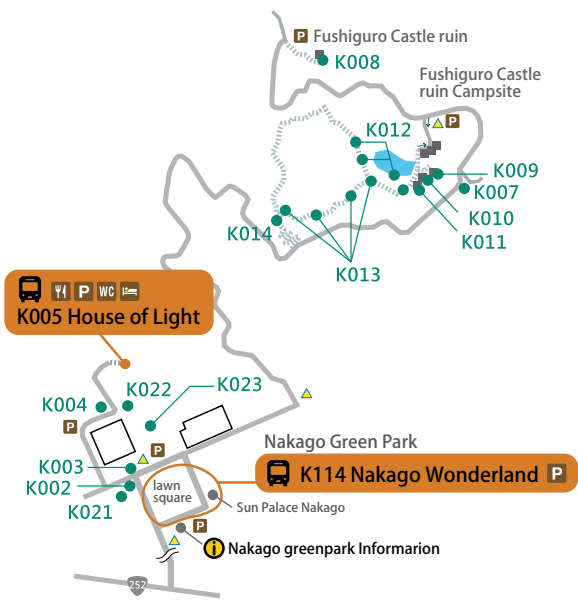 P Fushiguro Castle ruin
K008
Fushiguro Castle
ruin Campsite
P
K012
K009
K007
K010
K011
K014
K013
P WC
K005 House of Light
K022
K023
K004
P
Nakago Green Park
P
K003
K114 Nakago Wonderland P
K002
lawn
square
K021
Sun Palace Nakago
P
i Nakago greenpark Informarion
252